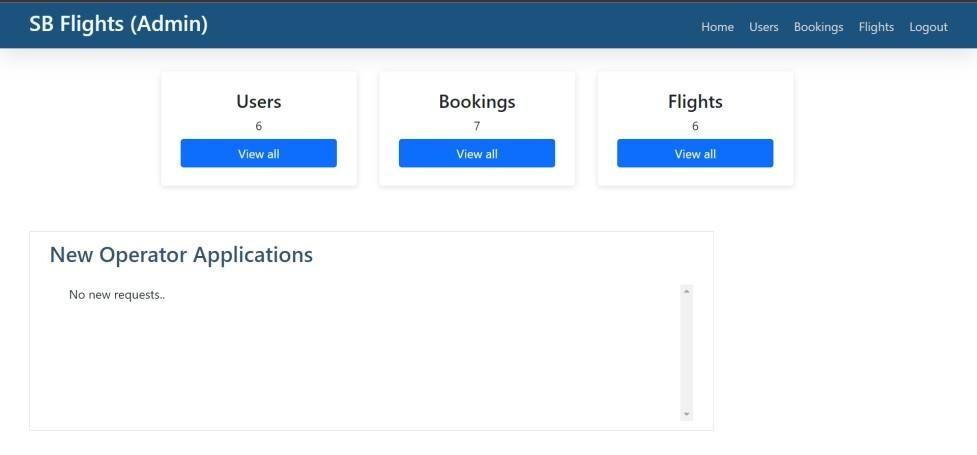 SB Flights (Admin)
Home Users Bookings Flights Logout
Users
6
View all
Bookings
7
View all
Flights
6
View all
New Operator Applications
No new requests..